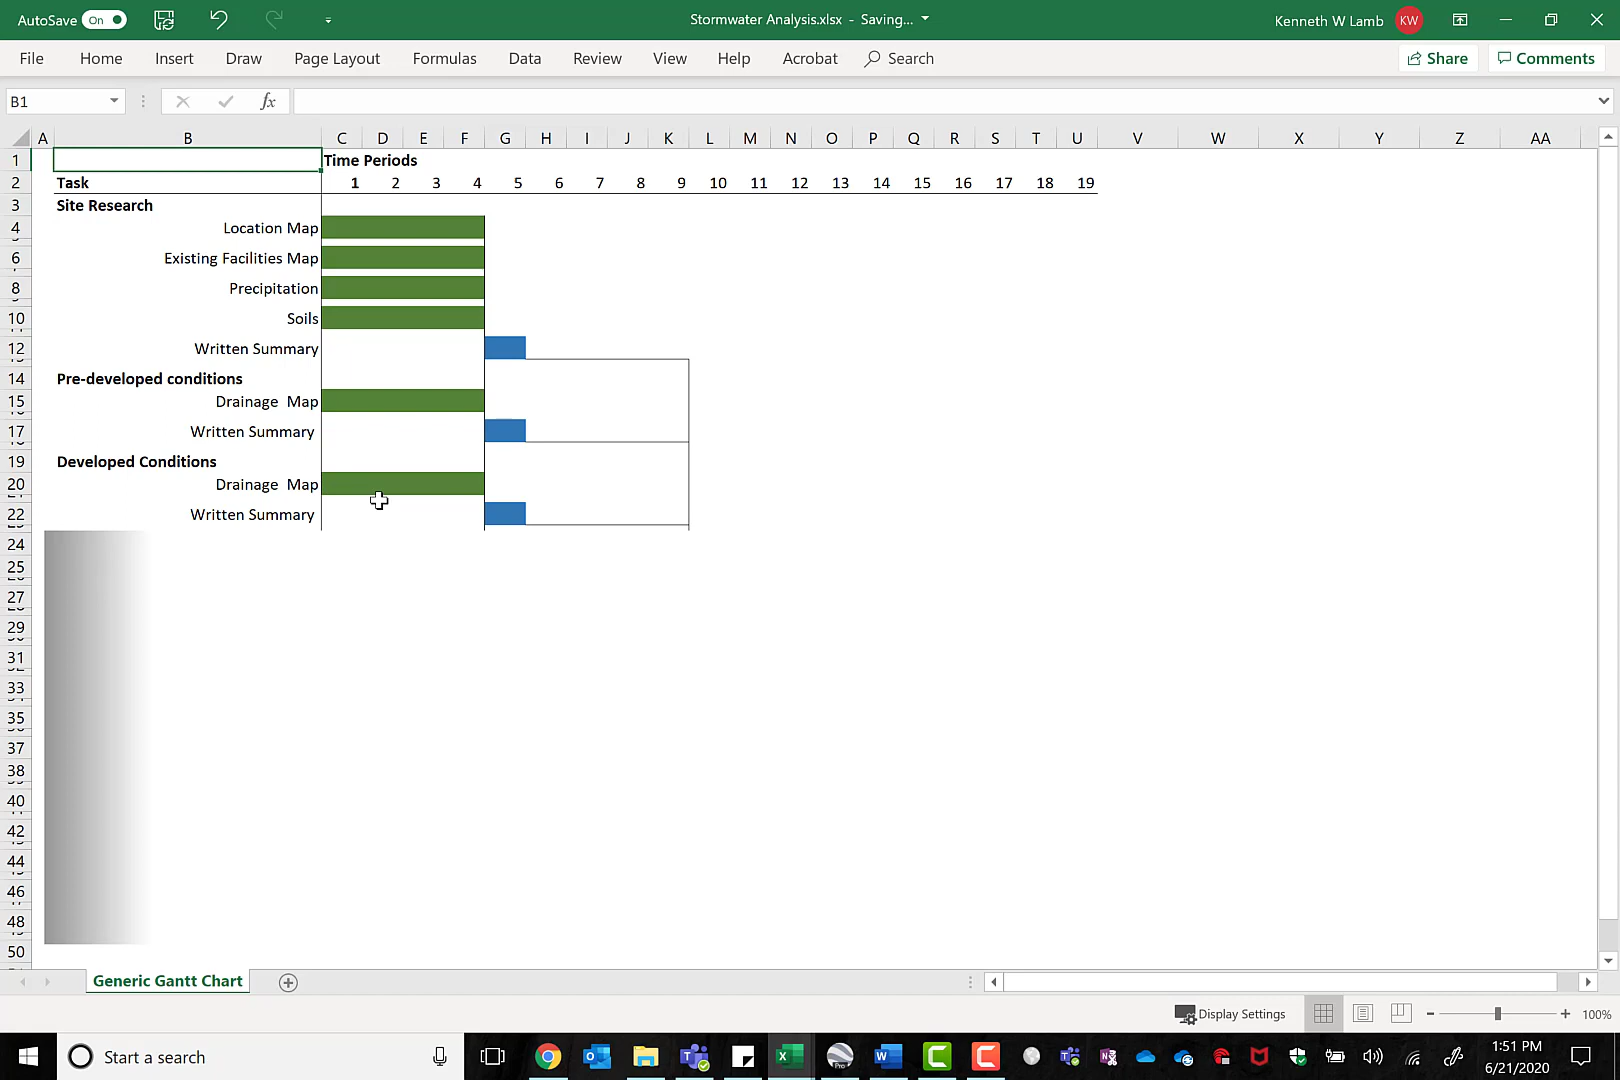 AutoSave On Stormwater Analysis.xlsx - Saving... Kenneth W Lamb KW
File Home Insert Draw Page Layout Formulas Data Review View Help Acrobat Search Share Comments
B1 fx
A B C D E F G H I J K L M N O P Q R S T U V W X Y Z AA
1 Time Periods
2 Task 1 2 3 4 5 6 7 8 9 10 11 12 13 14 15 16 17 18 19
3 Site Research
4 Location Map
6 Existing Facilities Map
8 Precipitation
10 Soils
12 Written Summary
14 Pre-developed conditions
15 Drainage Map
17 Written Summary
19 Developed Conditions
20 Drainage Map
22 Written Summary
24
25
27
29
31
33
35
37
38
40
42
44
46
48
50
Generic Gantt Chart
Display Settings 100%
Start a search 1:51 PM
6/21/2020